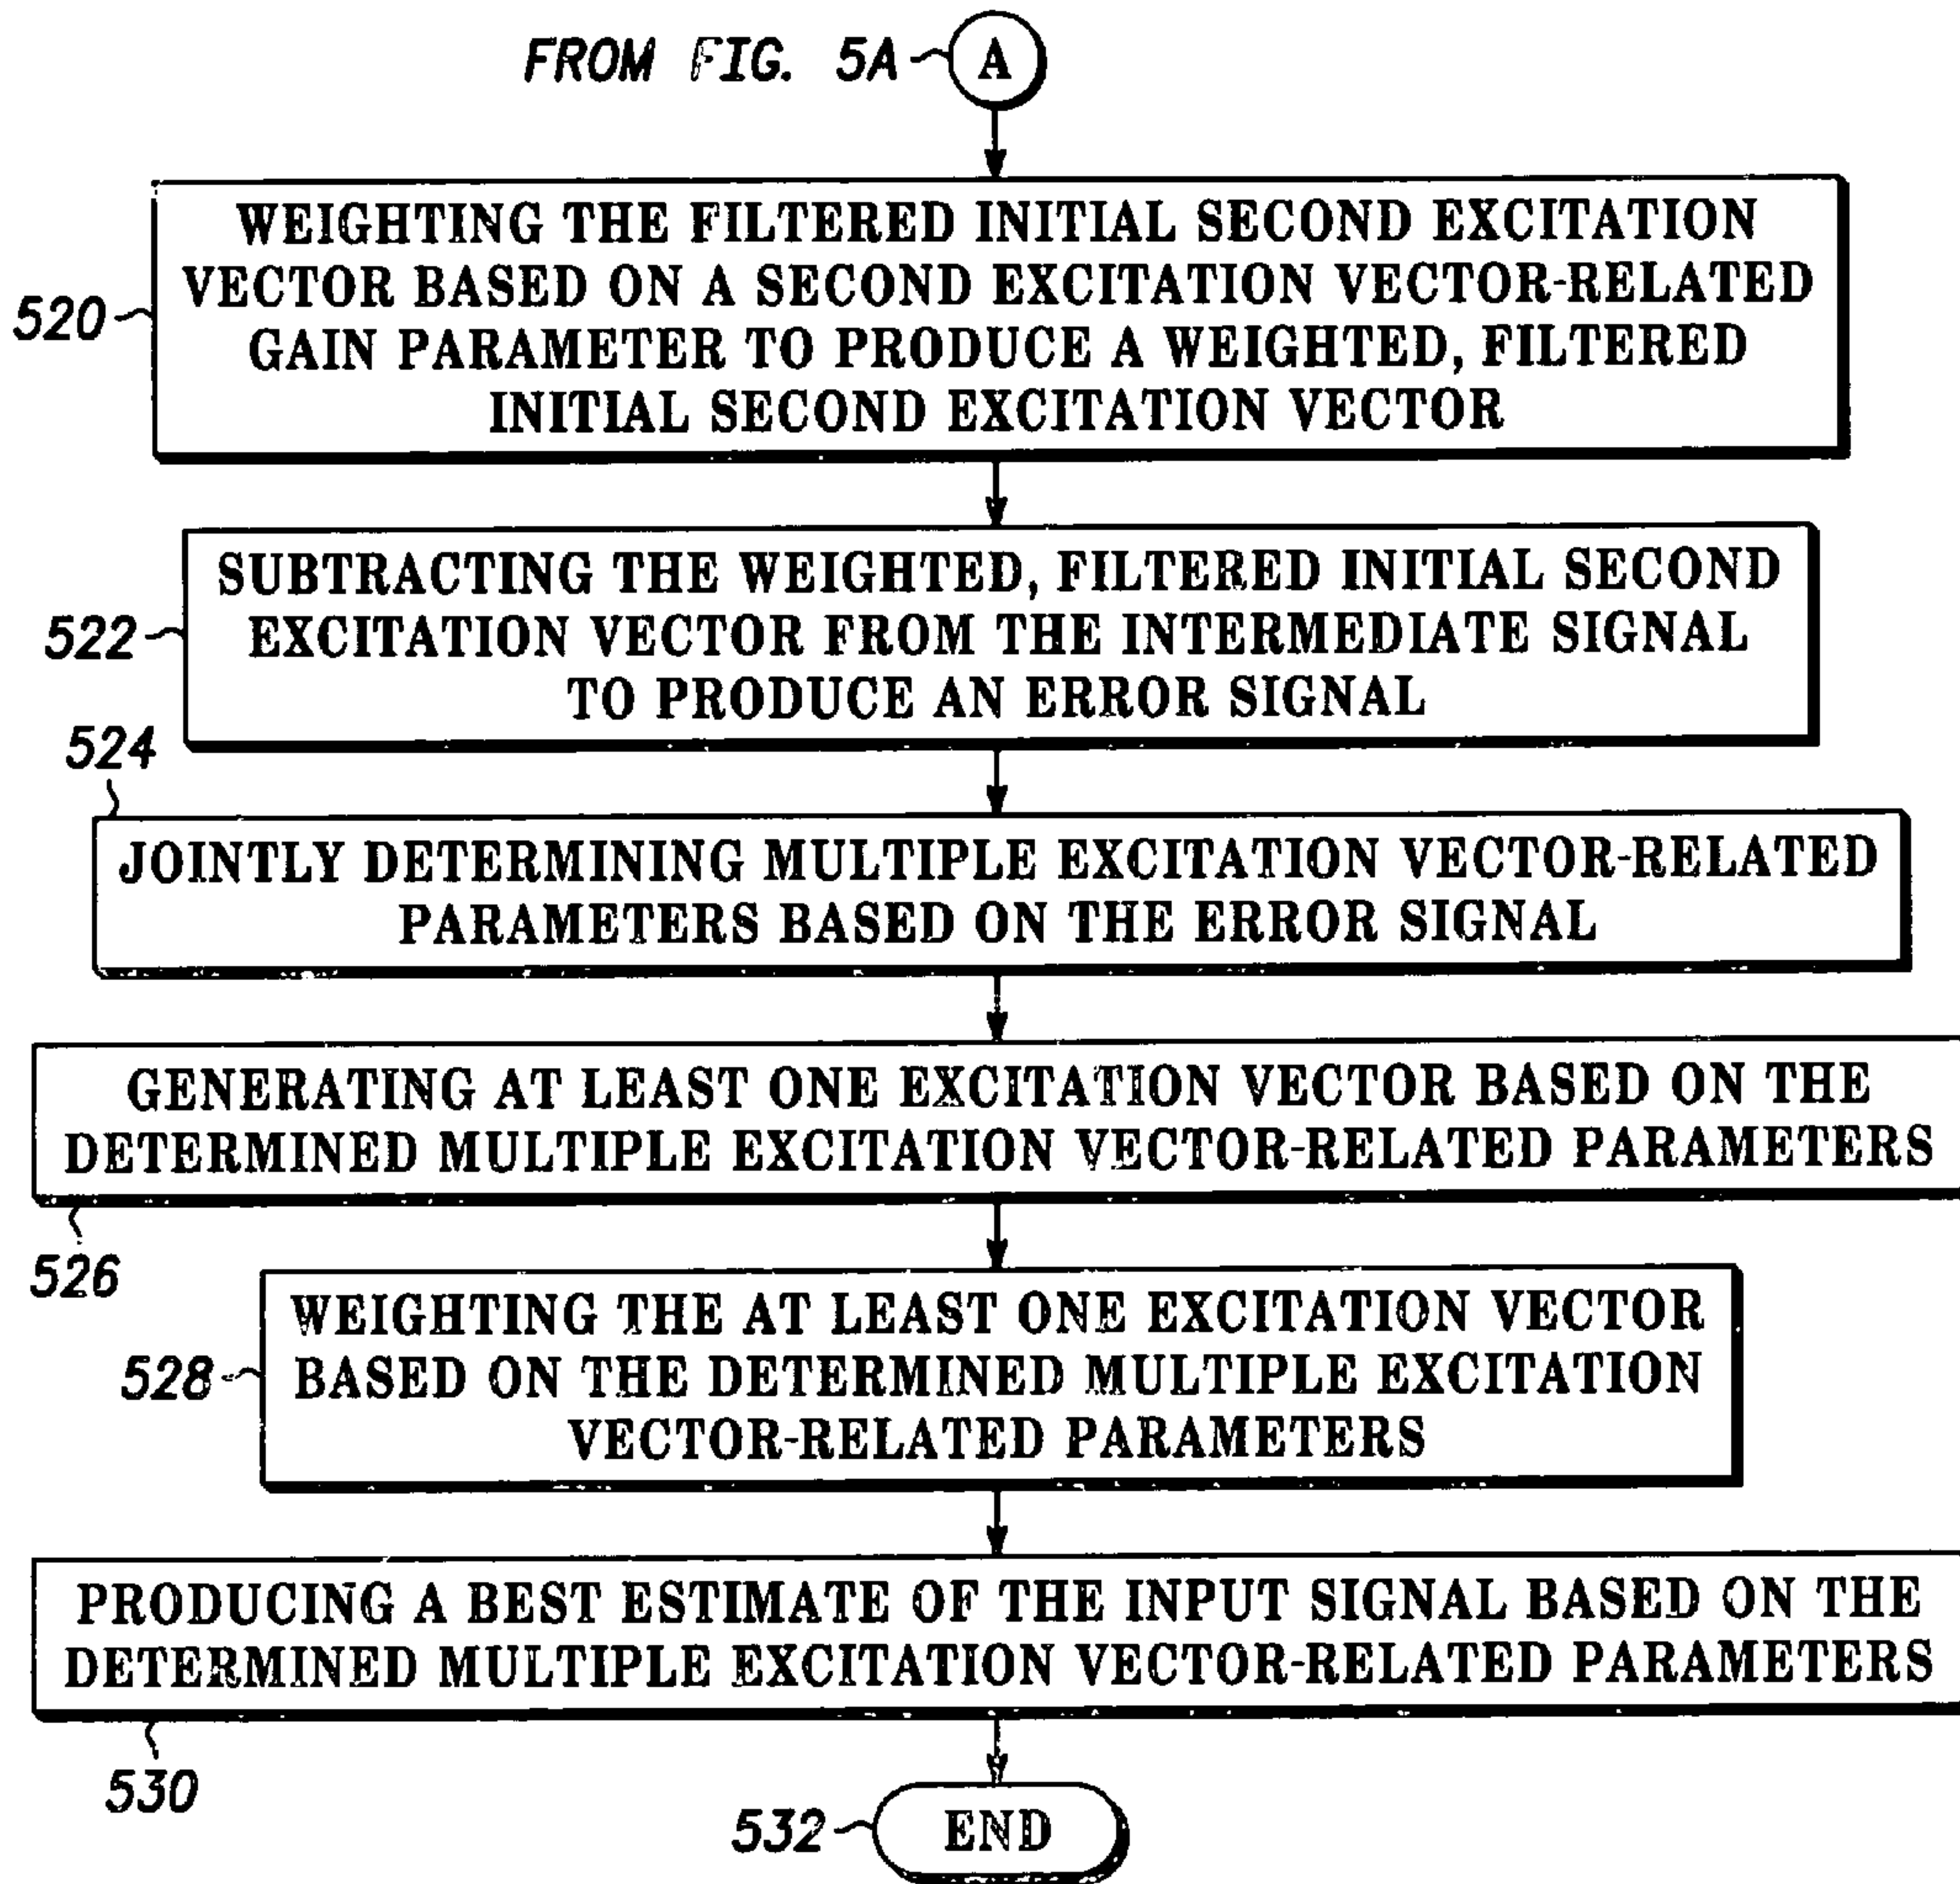 FROM FIG. 5A
A
WEIGHTING THE FILTERED INITIAL SECOND EXCITATION
VECTOR BASED ON A SECOND EXCITATION VECTOR-RELATED
GAIN PARAMETER TO PRODUCE A WEIGHTED, FILTERED
INITIAL SECOND EXCITATION VECTOR
520
SUBTRACTING THE WEIGHTED, FILTERED INITIAL SECOND
EXCITATION VECTOR FROM THE INTERMEDIATE SIGNAL
TO PRODUCE AN ERROR SIGNAL
522
524
JOINTLY DETERMINING MULTIPLE EXCITATION VECTOR-RELATED
PARAMETERS BASED ON THE ERROR SIGNAL
GENERATING AT LEAST ONE EXCITATION VECTOR BASED ON THE
DETERMINED MULTIPLE EXCITATION VECTOR-RELATED PARAMETERS
526
WEIGHTING THE AT LEAST ONE EXCITATION VECTOR
BASED ON THE DETERMINED MULTIPLE EXCITATION
VECTOR-RELATED PARAMETERS
528
PRODUCING A BEST ESTIMATE OF THE INPUT SIGNAL BASED ON THE
DETERMINED MULTIPLE EXCITATION VECTOR-RELATED PARAMETERS
530
532
END